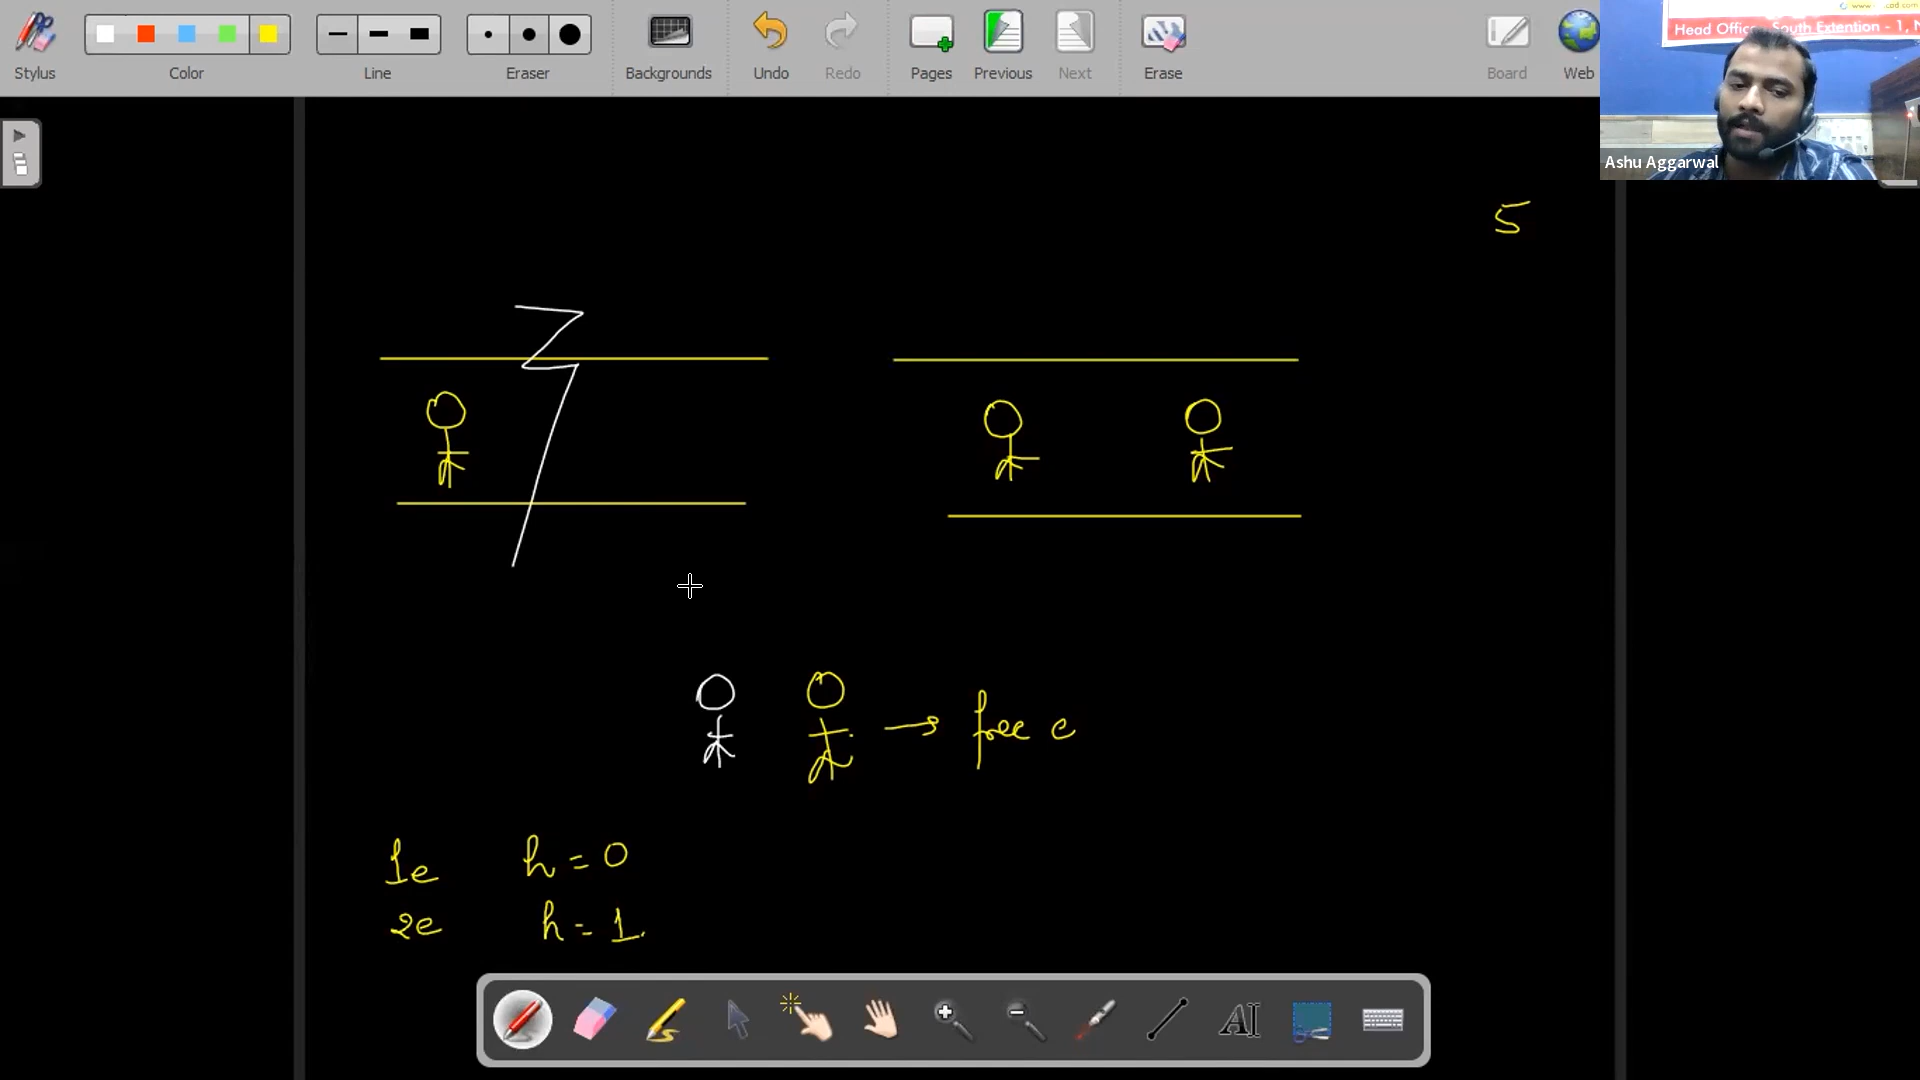 Stylus
Color
Line
Eraser
Backgrounds
Undo
Redo
Pages
Previous
Next
Erase
Board
Web
Head Office South Extention - 1, N
Ashu Aggarwal
5
→ free e
1e h = 0
2e h = 1.
AI